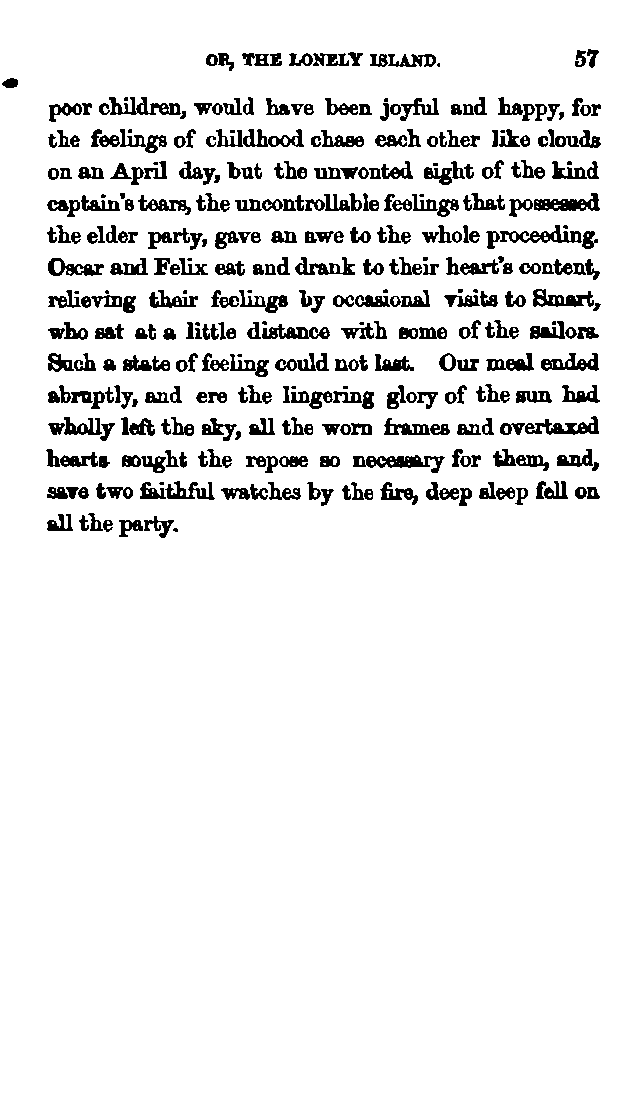 OR, THE LONELY ISLAND. 57
poor children, would have been joyful and happy, for
the feelings of childhood chase each other like clouds
on an April day, but the unwonted sight of the kind
captain's tears, the uncontrollable feelings that possessed
the elder party, gave an awe to the whole proceeding.
Oscar and Felix eat and drank to their heart's content,
relieving their feelings by occasional visits to Smart,
who sat at a little distance with some of the sailors.
Such a state of feeling could not last. Our meal ended
abruptly, and ere the lingering glory of the sun had
wholly left the sky, all the worn frames and overtaxed
hearts sought the repose so necessary for them, and,
save two faithful watches by the fire, deep sleep fell on
all the party.